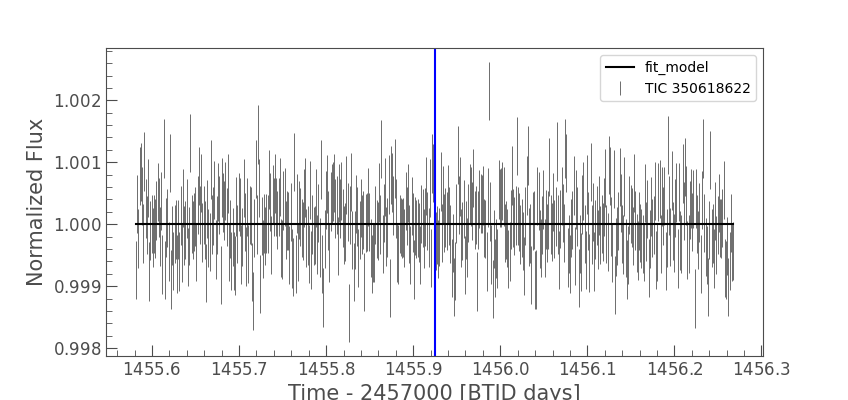 fit_model
TIC 350618622
Normalized Flux
1.002
1.001
1.000
0.999
0.998
1455.6 1455.7 1455.8 1455.9 1456.0 1456.1 1456.2 1456.3
Time - 2457000 [BTJD days]